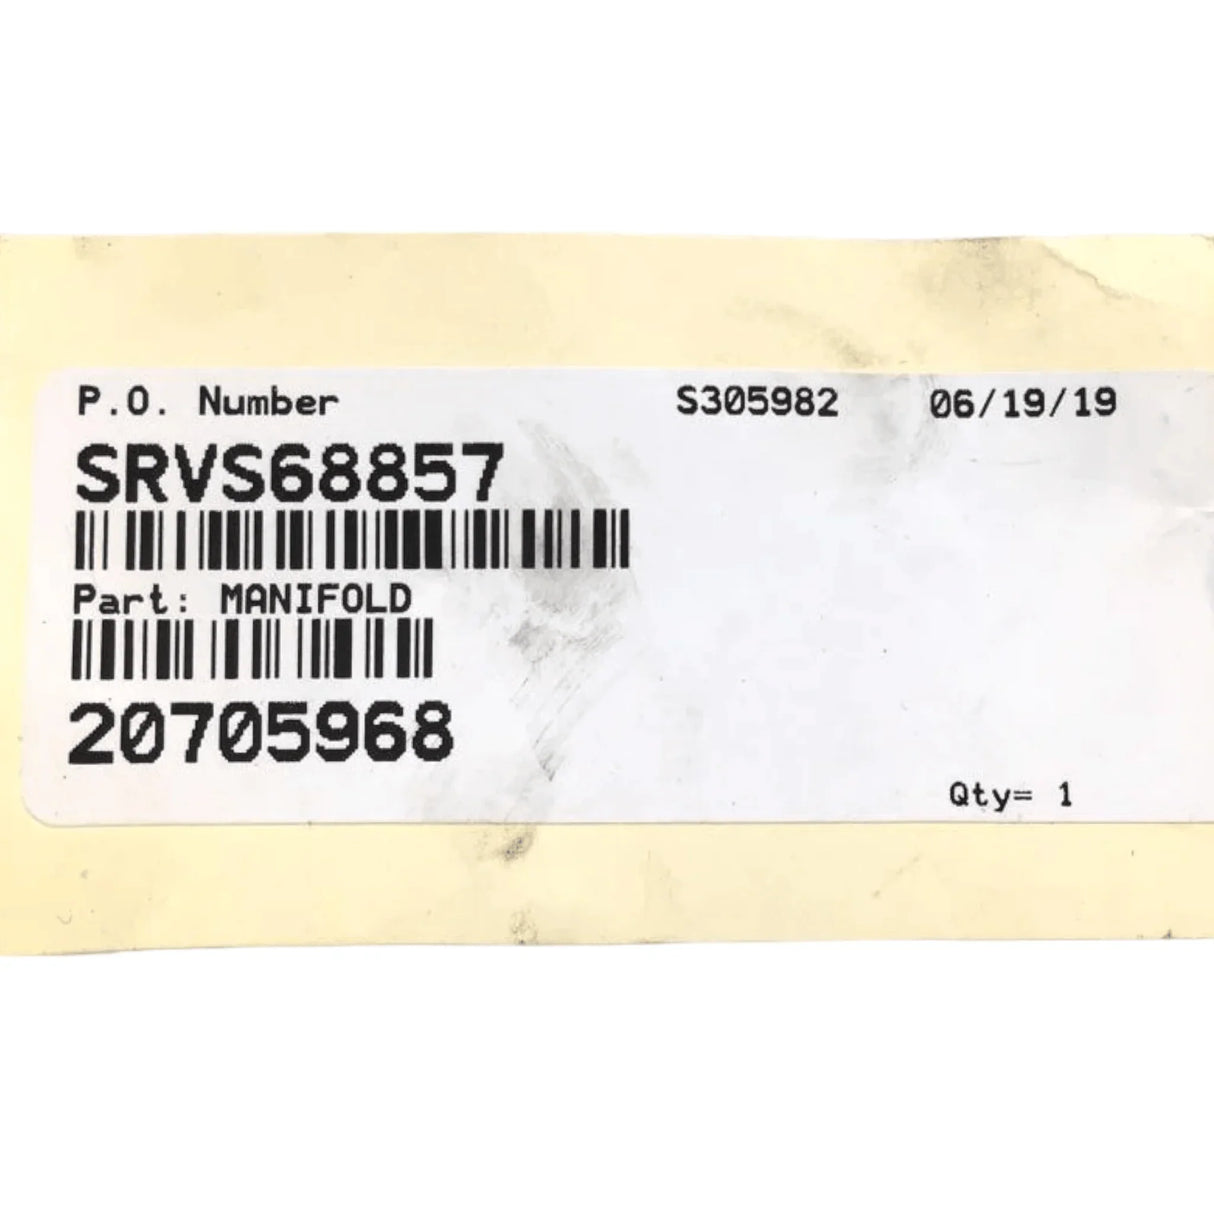 P.O. Number S305982 06/19/19
SRVS68857
Part: MANIFOLD
20705968
Qty= 1